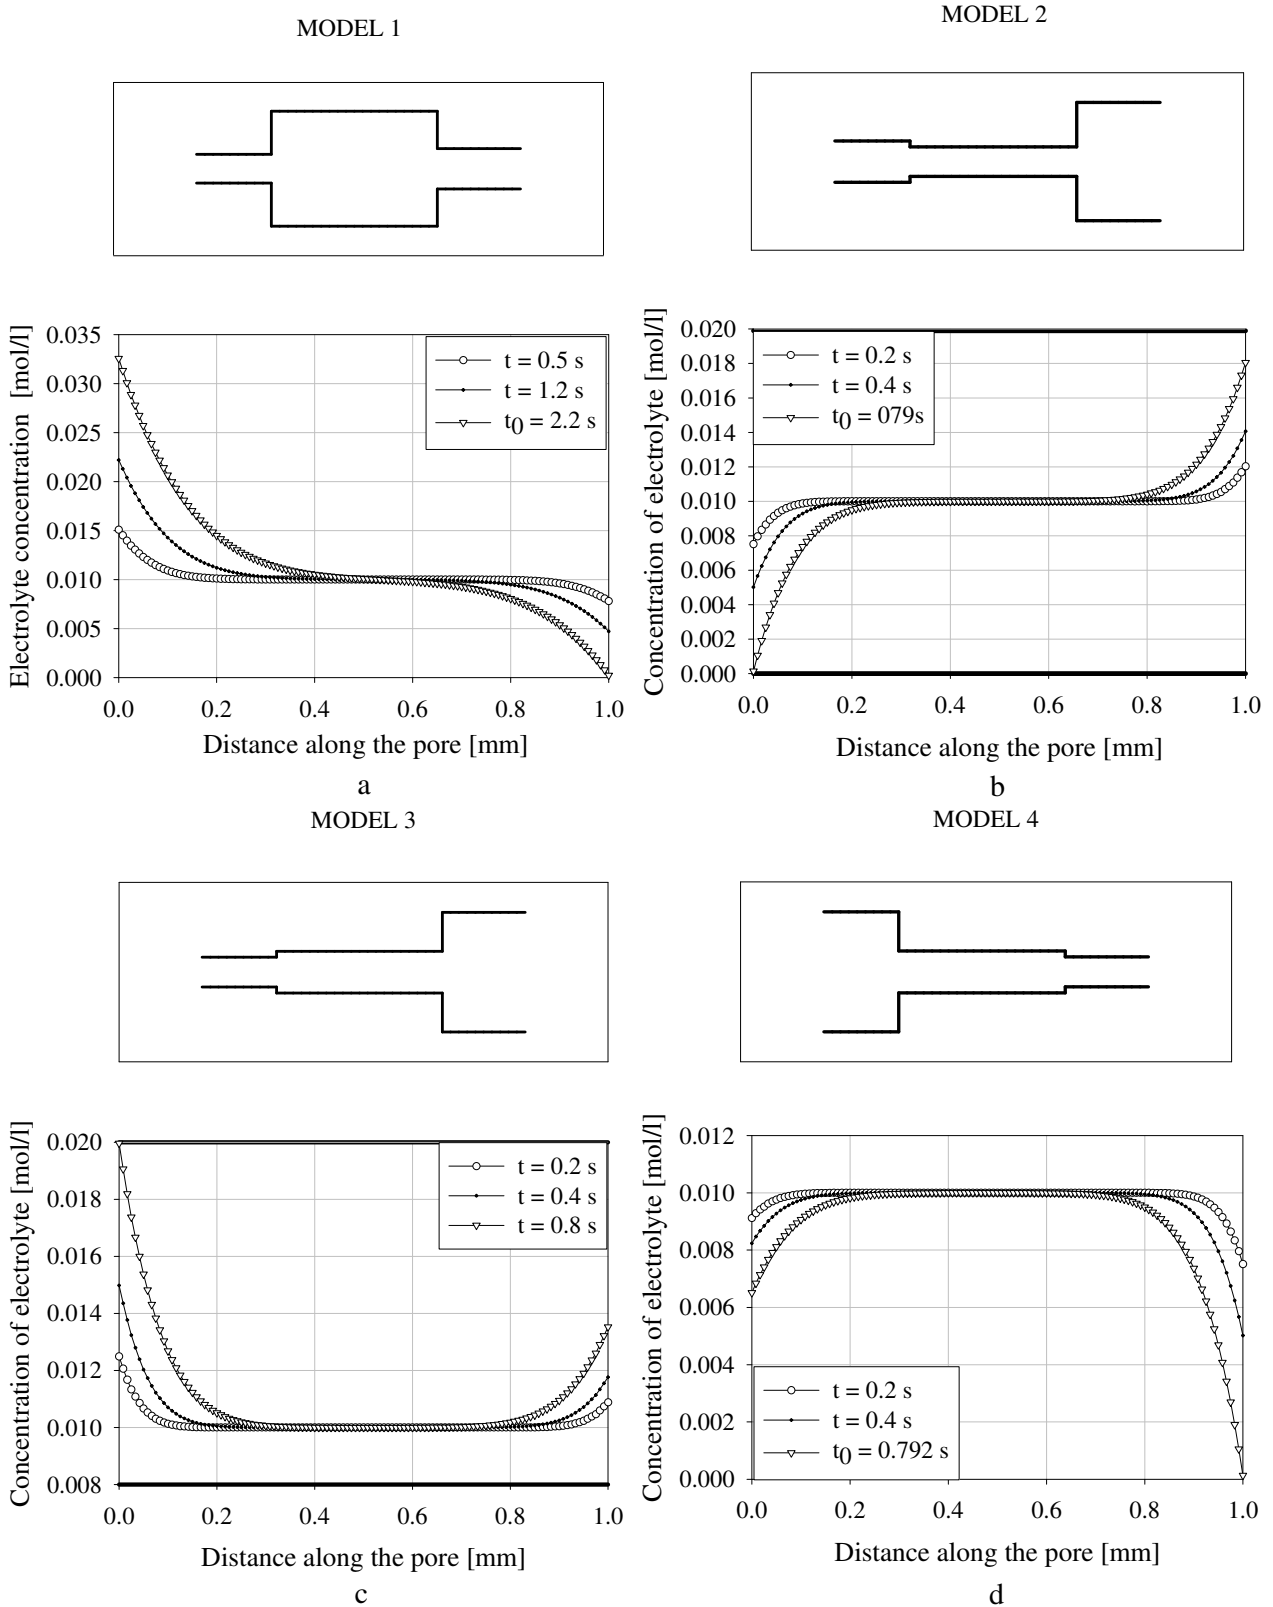 MODEL 1
MODEL 2
Electrolyte concentration [mol/l]
0.035
0.030
0.025
0.020
0.015
0.010
0.005
0.000
t = 0.5 s
t = 1.2 s
t0 = 2.2 s
0.0 0.2 0.4 0.6 0.8 1.0
Distance along the pore [mm]
a
Concentration of electrolyte [mol/l]
0.020
0.018
0.016
0.014
0.012
0.010
0.008
0.006
0.004
0.002
0.000
t = 0.2 s
t = 0.4 s
t0 = 079s
0.0 0.2 0.4 0.6 0.8 1.0
Distance along the pore [mm]
b
MODEL 3
MODEL 4
Concentration of electrolyte [mol/l]
0.020
0.018
0.016
0.014
0.012
0.010
0.008
t = 0.2 s
t = 0.4 s
t = 0.8 s
0.0 0.2 0.4 0.6 0.8 1.0
Distance along the pore [mm]
c
Concentration of electrolyte [mol/l]
0.012
0.010
0.008
0.006
0.004
0.002
0.000
t = 0.2 s
t = 0.4 s
t0 = 0.792 s
0.0 0.2 0.4 0.6 0.8 1.0
Distance along the pore [mm]
d